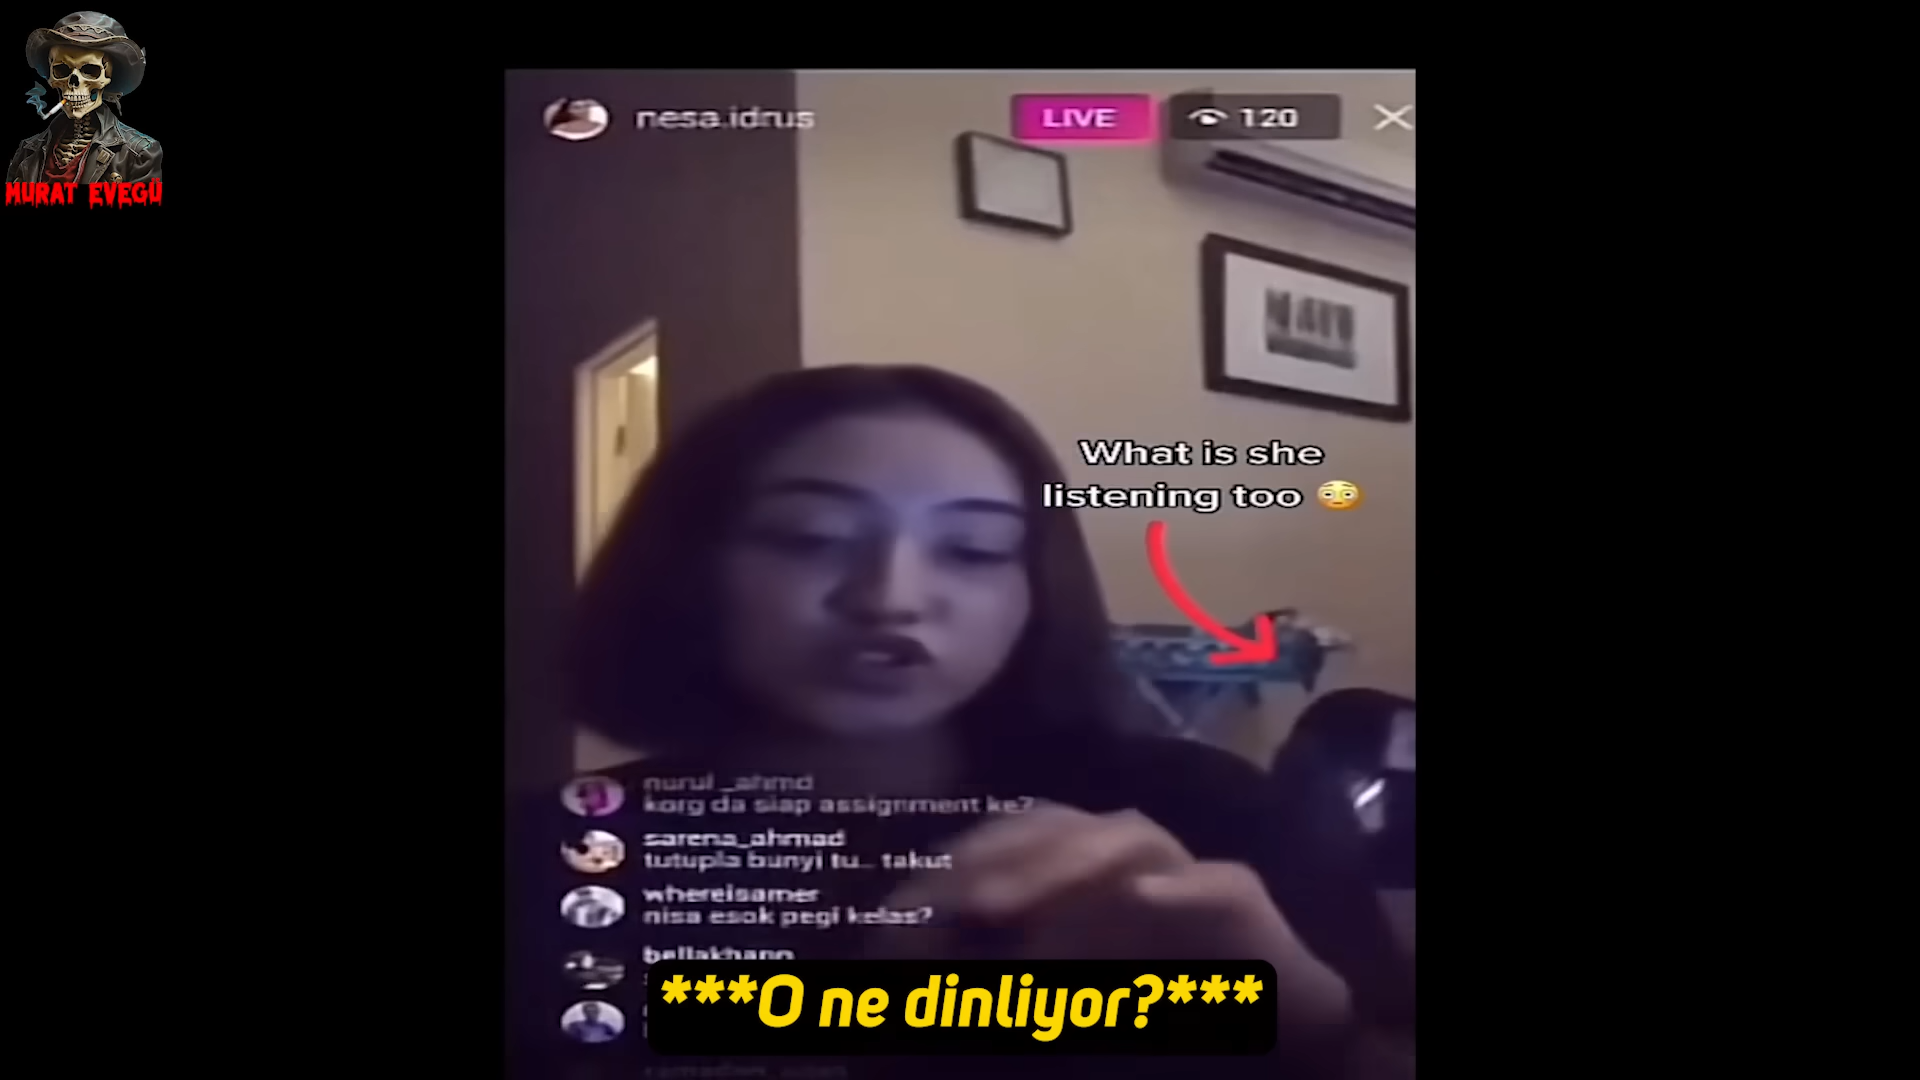 MURAT EVEGÜ
nesa.idrus
LIVE
120
What is she
listening too
nurul_ahmd
korg da siap assignment ke?
sarena_ahmad
tutupla bunyi tu.. takut
whereisamer
nisa esok pegi kelas?
bellakhann
***O ne dinliyor?***